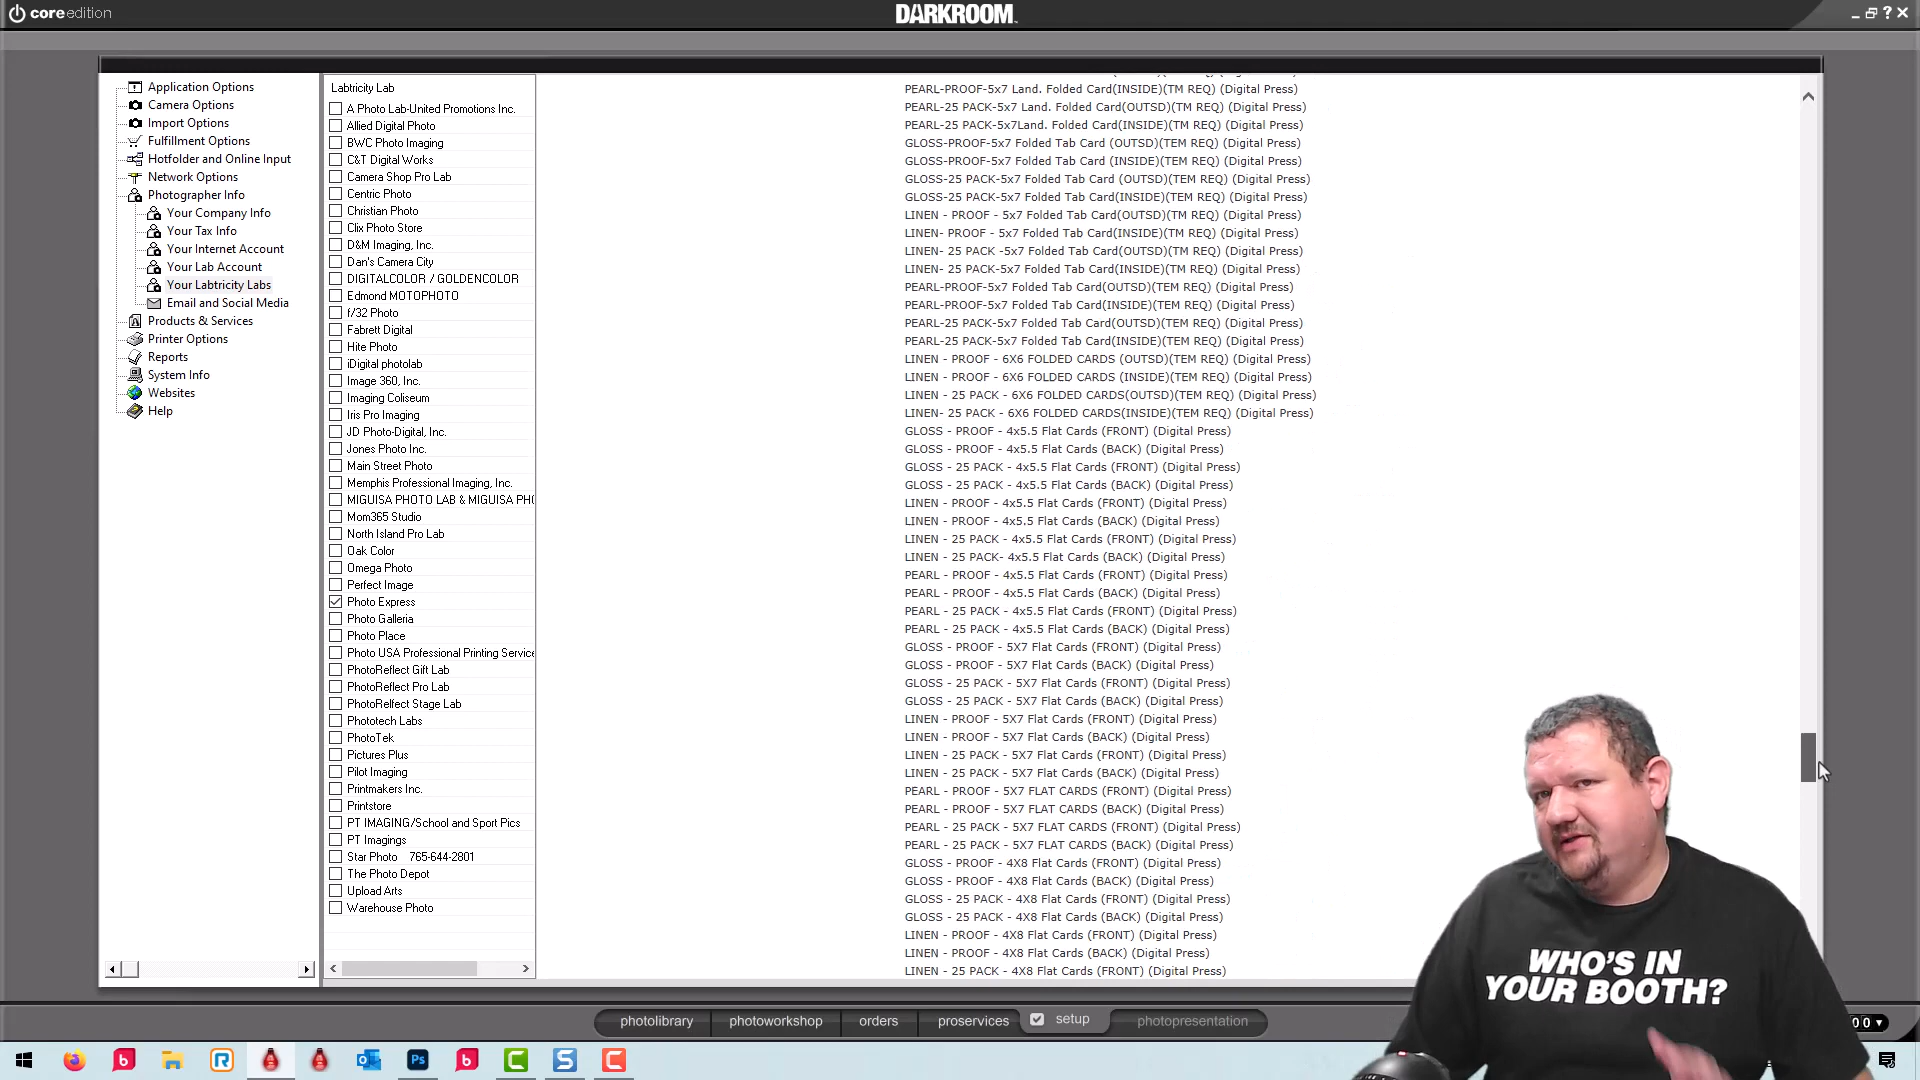 coreedition
DARKROOM
Application Options
Camera Options
Import Options
Fulfillment Options
Hotfolder and Online Input
Network Options
Photographer Info
Your Company Info
Your Tax Info
Your Internet Account
Your Lab Account
Your Labtricity Labs
Email and Social Media
Products & Services
Printer Options
Reports
System Info
Websites
Help
Labtricity Lab
A Photo Lab-United Promotions Inc.
Allied Digital Photo
BWC Photo Imaging
C&T Digital Works
Camera Shop Pro Lab
Centric Photo
Christian Photo
Clix Photo Store
D&M Imaging, Inc.
Dan's Camera City
DIGITALCOLOR / GOLDENCOLOR
Edmond MOTOPHOTO
f/32 Photo
Fabrett Digital
Hite Photo
iDigital photolab
Image 360, Inc.
Imaging Coliseum
Iris Pro Imaging
JD Photo-Digital, Inc.
Jones Photo Inc.
Main Street Photo
Memphis Professional Imaging, Inc.
MIGUISA PHOTO LAB & MIGUISA PH
Mom365 Studio
North Island Pro Lab
Oak Color
Omega Photo
Perfect Image
Photo Express
Photo Galleria
Photo Place
Photo USA Professional Printing Service
PhotoReflect Gift Lab
PhotoReflect Pro Lab
PhotoRelfect Stage Lab
Phototech Labs
PhotoTek
Pictures Plus
Pilot Imaging
Printmakers Inc.
Printstore
PT IMAGING/School and Sport Pics
PT Imagings
Star Photo 765-644-2801
The Photo Depot
Upload Arts
Warehouse Photo
PEARL-PROOF-5x7 Land. Folded Card(INSIDE)(TM REQ) (Digital Press)
PEARL-25 PACK-5x7 Land. Folded Card(OUTSD)(TM REQ) (Digital Press)
PEARL-25 PACK-5x7Land. Folded Card(INSIDE)(TM REQ) (Digital Press)
GLOSS-PROOF-5x7 Folded Tab Card (OUTSD)(TEM REQ) (Digital Press)
GLOSS-PROOF-5x7 Folded Tab Card (INSIDE)(TEM REQ) (Digital Press)
GLOSS-25 PACK-5x7 Folded Tab Card (OUTSD)(TEM REQ) (Digital Press)
GLOSS-25 PACK-5x7 Folded Tab Card (INSIDE)(TEM REQ) (Digital Press)
LINEN - PROOF - 5x7 Folded Tab Card(OUTSD)(TM REQ) (Digital Press)
LINEN- PROOF - 5x7 Folded Tab Card(INSIDE)(TM REQ) (Digital Press)
LINEN- 25 PACK -5x7 Folded Tab Card(OUTSD)(TM REQ) (Digital Press)
LINEN- 25 PACK-5x7 Folded Tab Card(INSIDE)(TM REQ) (Digital Press)
PEARL-PROOF-5x7 Folded Tab Card(OUTSD)(TEM REQ) (Digital Press)
PEARL-PROOF-5x7 Folded Tab Card(INSIDE)(TEM REQ) (Digital Press)
PEARL-25 PACK-5x7 Folded Tab Card(OUTSD)(TEM REQ) (Digital Press)
PEARL-25 PACK-5x7 Folded Tab Card(INSIDE)(TEM REQ) (Digital Press)
LINEN - PROOF - 6X6 FOLDED CARDS (OUTSD)(TEM REQ) (Digital Press)
LINEN - PROOF - 6X6 FOLDED CARDS (INSIDE)(TEM REQ) (Digital Press)
LINEN - 25 PACK - 6X6 FOLDED CARDS(OUTSD)(TEM REQ) (Digital Press)
LINEN- 25 PACK - 6X6 FOLDED CARDS(INSIDE)(TEM REQ) (Digital Press)
GLOSS - PROOF - 4x5.5 Flat Cards (FRONT) (Digital Press)
GLOSS - PROOF - 4x5.5 Flat Cards (BACK) (Digital Press)
GLOSS - 25 PACK - 4x5.5 Flat Cards (FRONT) (Digital Press)
GLOSS - 25 PACK - 4x5.5 Flat Cards (BACK) (Digital Press)
LINEN - PROOF - 4x5.5 Flat Cards (FRONT) (Digital Press)
LINEN - PROOF - 4x5.5 Flat Cards (BACK) (Digital Press)
LINEN - 25 PACK - 4x5.5 Flat Cards (FRONT) (Digital Press)
LINEN - 25 PACK- 4x5.5 Flat Cards (BACK) (Digital Press)
PEARL - PROOF - 4x5.5 Flat Cards (FRONT) (Digital Press)
PEARL - PROOF - 4x5.5 Flat Cards (BACK) (Digital Press)
PEARL - 25 PACK - 4x5.5 Flat Cards (FRONT) (Digital Press)
PEARL - 25 PACK - 4x5.5 Flat Cards (BACK) (Digital Press)
GLOSS - PROOF - 5X7 Flat Cards (FRONT) (Digital Press)
GLOSS - PROOF - 5X7 Flat Cards (BACK) (Digital Press)
GLOSS - 25 PACK - 5X7 Flat Cards (FRONT) (Digital Press)
GLOSS - 25 PACK - 5X7 Flat Cards (BACK) (Digital Press)
LINEN - PROOF - 5X7 Flat Cards (FRONT) (Digital Press)
LINEN - PROOF - 5X7 Flat Cards (BACK) (Digital Press)
LINEN - 25 PACK - 5X7 Flat Cards (FRONT) (Digital Press)
LINEN - 25 PACK - 5X7 Flat Cards (BACK) (Digital Press)
PEARL - PROOF - 5X7 FLAT CARDS (FRONT) (Digital Press)
PEARL - PROOF - 5X7 FLAT CARDS (BACK) (Digital Press)
PEARL - 25 PACK - 5X7 FLAT CARDS (FRONT) (Digital Press)
PEARL - 25 PACK - 5X7 FLAT CARDS (BACK) (Digital Press)
GLOSS - PROOF - 4X8 Flat Cards (FRONT) (Digital Press)
GLOSS - PROOF - 4X8 Flat Cards (BACK) (Digital Press)
GLOSS - 25 PACK - 4X8 Flat Cards (FRONT) (Digital Press)
GLOSS - 25 PACK - 4X8 Flat Cards (BACK) (Digital Press)
LINEN - PROOF - 4X8 Flat Cards (FRONT) (Digital Press)
LINEN - PROOF - 4X8 Flat Cards (BACK) (Digital Press)
LINEN - 25 PACK - 4X8 Flat Cards (FRONT) (Digital Press)
WHO'S IN
YOUR BOOTH?
photolibrary
photoworkshop
orders
proservices
setup
photopresentation